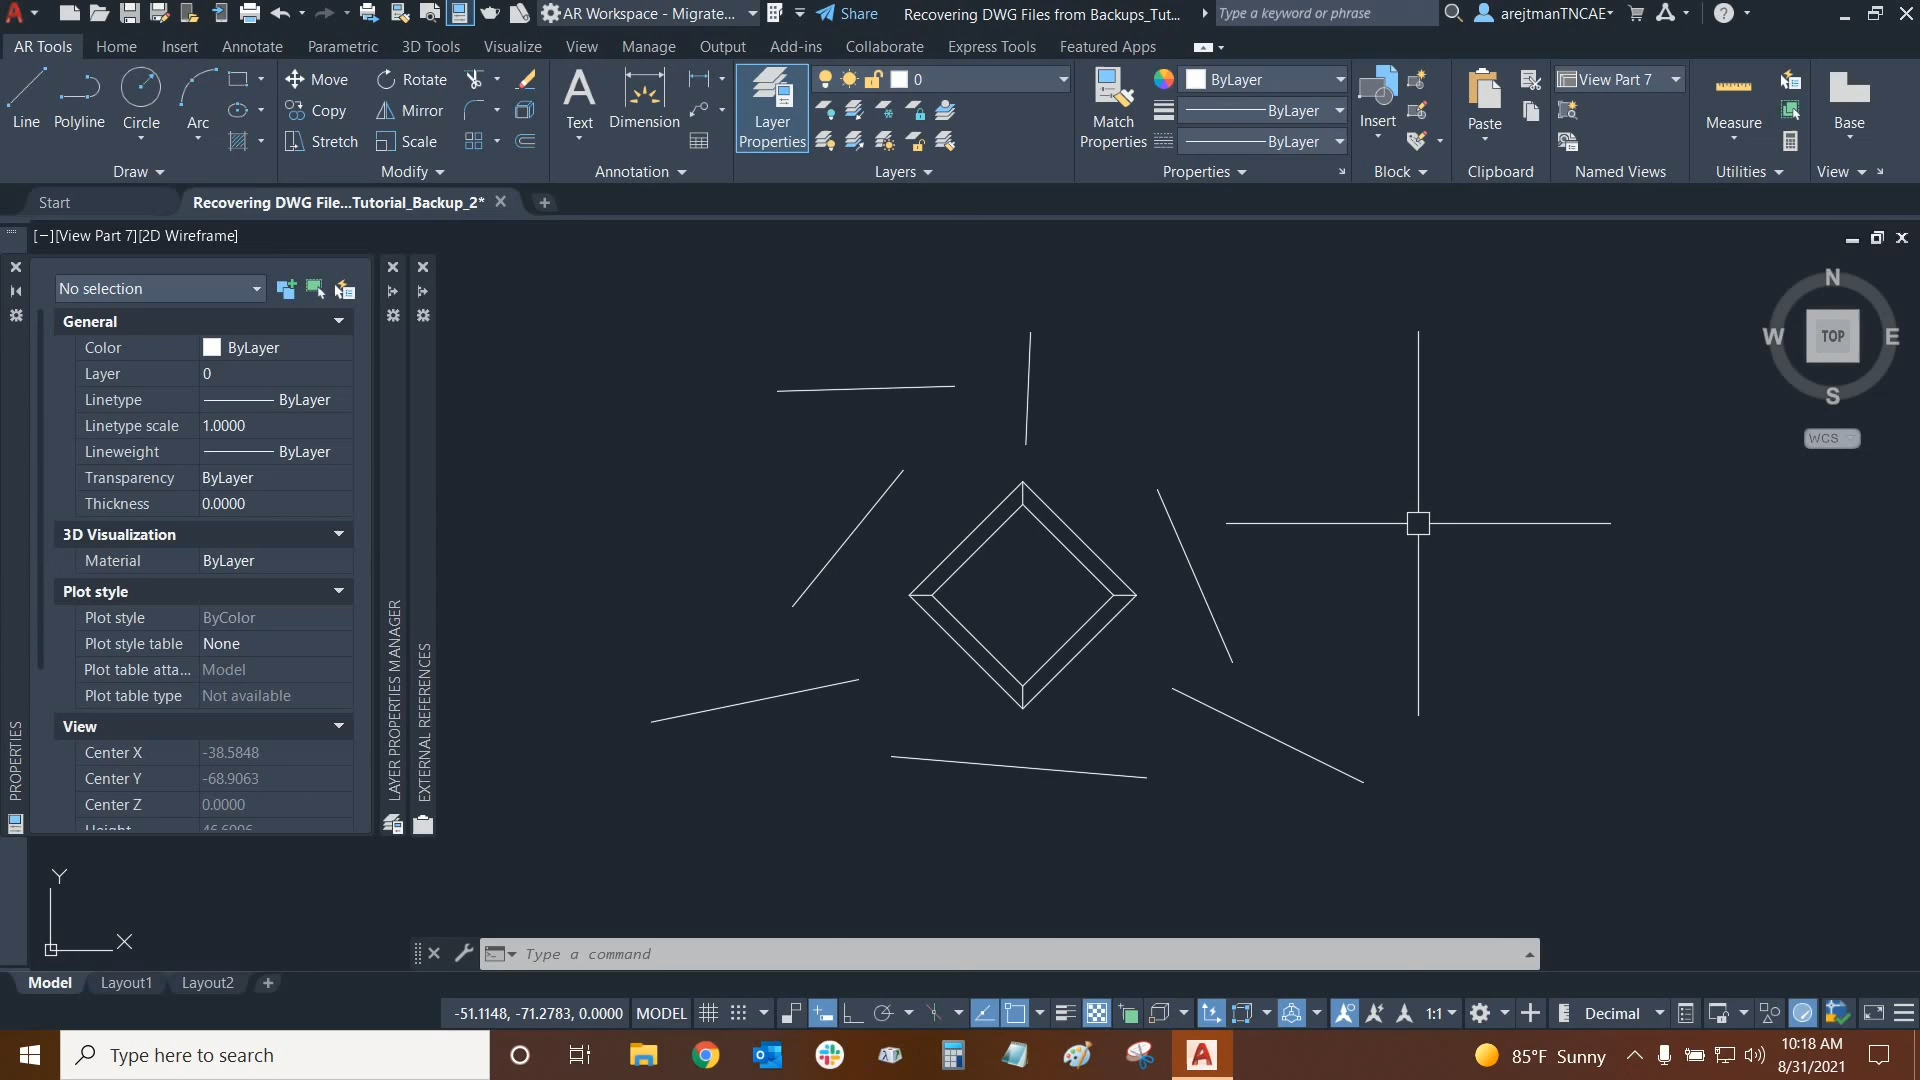 AR Workspace - Migrate...
Share
Recovering DWG Files from Backups_Tut...
Type a keyword or phrase
arejtmanTNCAE
AR Tools
Home
Insert
Annotate
Parametric
3D Tools
Visualize
View
Manage
Output
Add-ins
Collaborate
Express Tools
Featured Apps
Line
Polyline
Circle
Arc
Draw
Move
Rotate
Copy
Mirror
Stretch
Scale
Modify
Text
Dimension
Annotation
Layer
Properties
0
Layers
Match
Properties
ByLayer
ByLayer
ByLayer
Properties
Insert
Block
Paste
Clipboard
View Part 7
Named Views
Measure
Utilities
Base
View
Start
Recovering DWG File...Tutorial_Backup_2*
[−][View Part 7][2D Wireframe]
No selection
General
Color ByLayer
Layer 0
Linetype ByLayer
Linetype scale 1.0000
Lineweight ByLayer
Transparency ByLayer
Thickness 0.0000
3D Visualization
Material ByLayer
Plot style
Plot style ByColor
Plot style table None
Plot table atta... Model
Plot table type Not available
View
Center X -38.5848
Center Y -68.9063
Center Z 0.0000
Height 46.6906
PROPERTIES
LAYER PROPERTIES MANAGER
EXTERNAL REFERENCES
N
W
TOP
E
S
WCS
Y
X
Type a command
Model
Layout1
Layout2
-51.1148, -71.2783, 0.0000
MODEL
1:1
Decimal
Type here to search
85°F Sunny
10:18 AM
8/31/2021